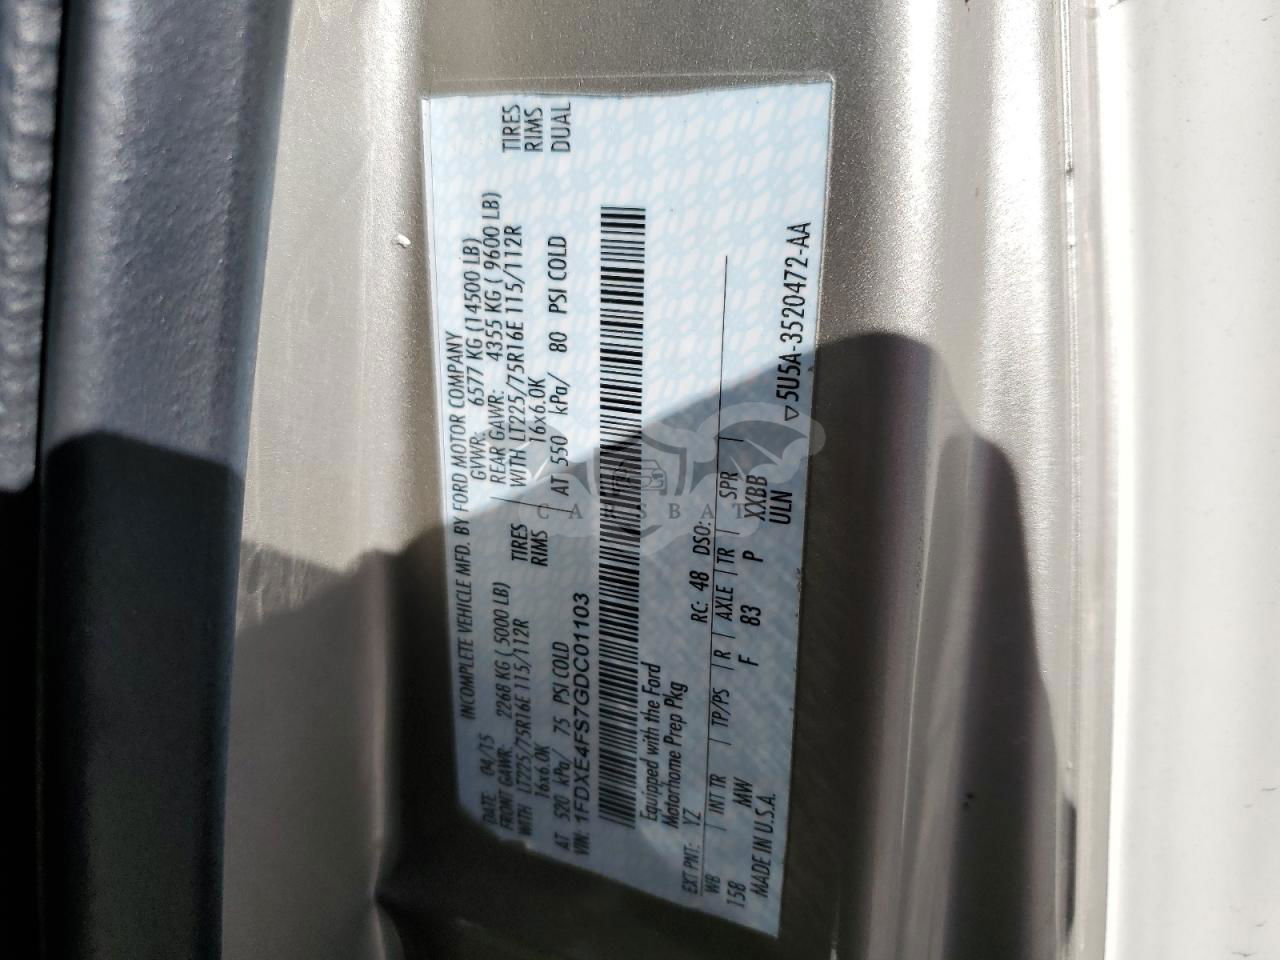 INCOMPLETE VEHICLE MFD. BY FORD MOTOR COMPANY
DATE: 04/15 GVWR: 6577 KG (14500 LB)
FRONT GAWR: 2268 KG ( 5000 LB) REAR GAWR: 4355 KG ( 9600 LB)
WITH LT225/75R16E 115/112R TIRES WITH LT225/75R16E 115/112R TIRES
16x6.0K RIMS 16x6.0K RIMS
AT 520 kPa/ 75 PSI COLD AT 550 kPa/ 80 PSI COLD DUAL
VIN: 1FDXE4FS7GDC01103
Equipped with the Ford
Motorhome Prep Pkg
EXT PNT: YZ RC: 48 DSO:
WB | INT TR | TP/PS | R | AXLE | TR | SPR |
158 MW F 83 P XXBB
MADE IN U.S.A. ULN
▽5U5A-3520472-AA
CARSBAT